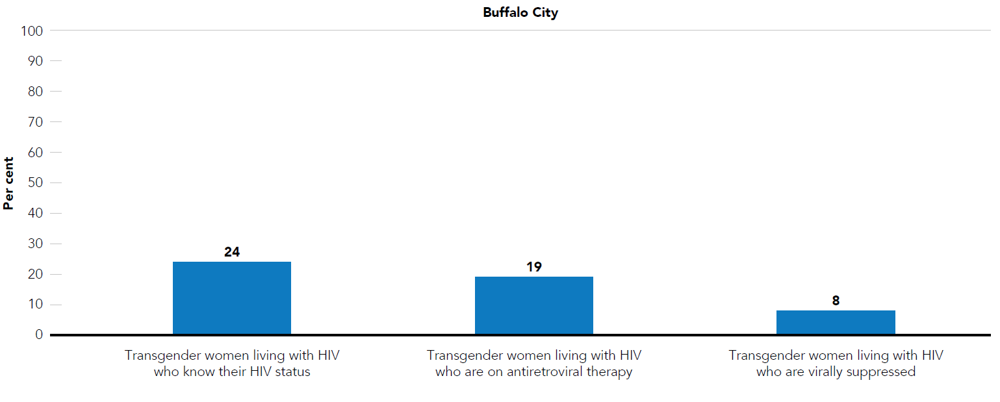 Buffalo City
100
90
80
70
60
50
40
30
20
10
0
Per cent
24
19
8
Transgender women living with HIV
who know their HIV status
Transgender women living with HIV
who are on antiretroviral therapy
Transgender women living with HIV
who are virally suppressed